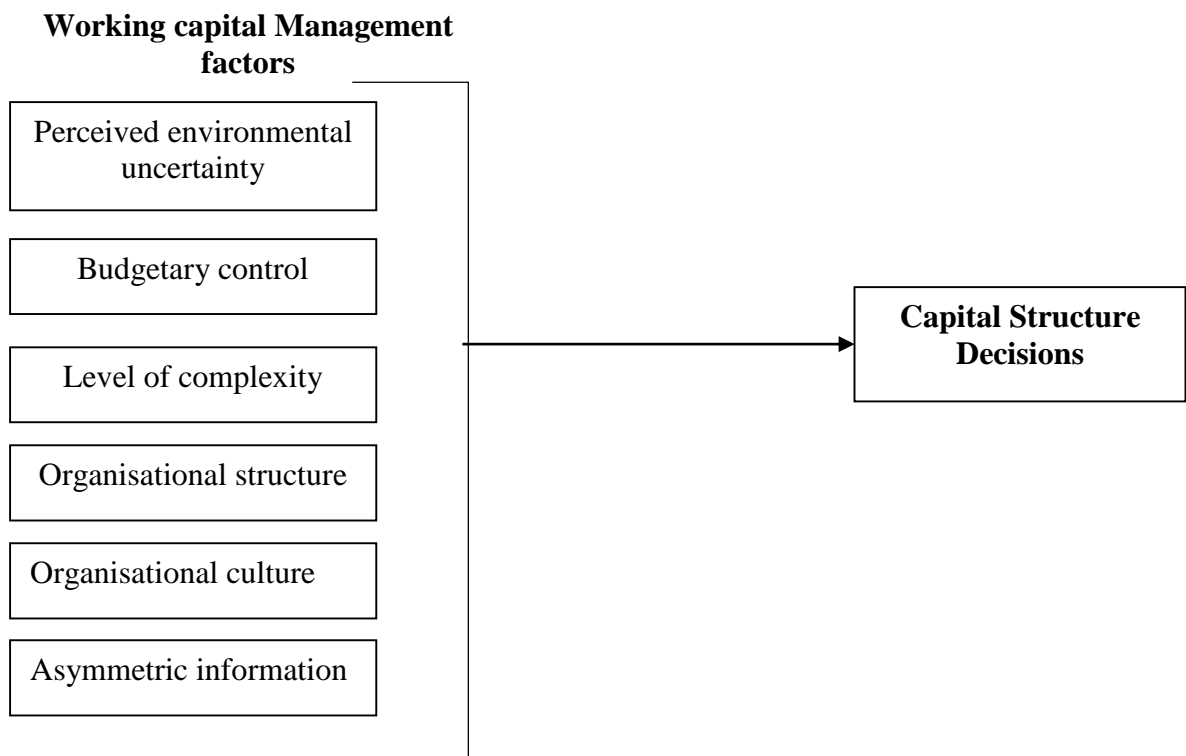 Working capital Management
factors
Perceived environmental
uncertainty
Budgetary control
Level of complexity
Organisational structure
Organisational culture
Asymmetric information
Capital Structure
Decisions